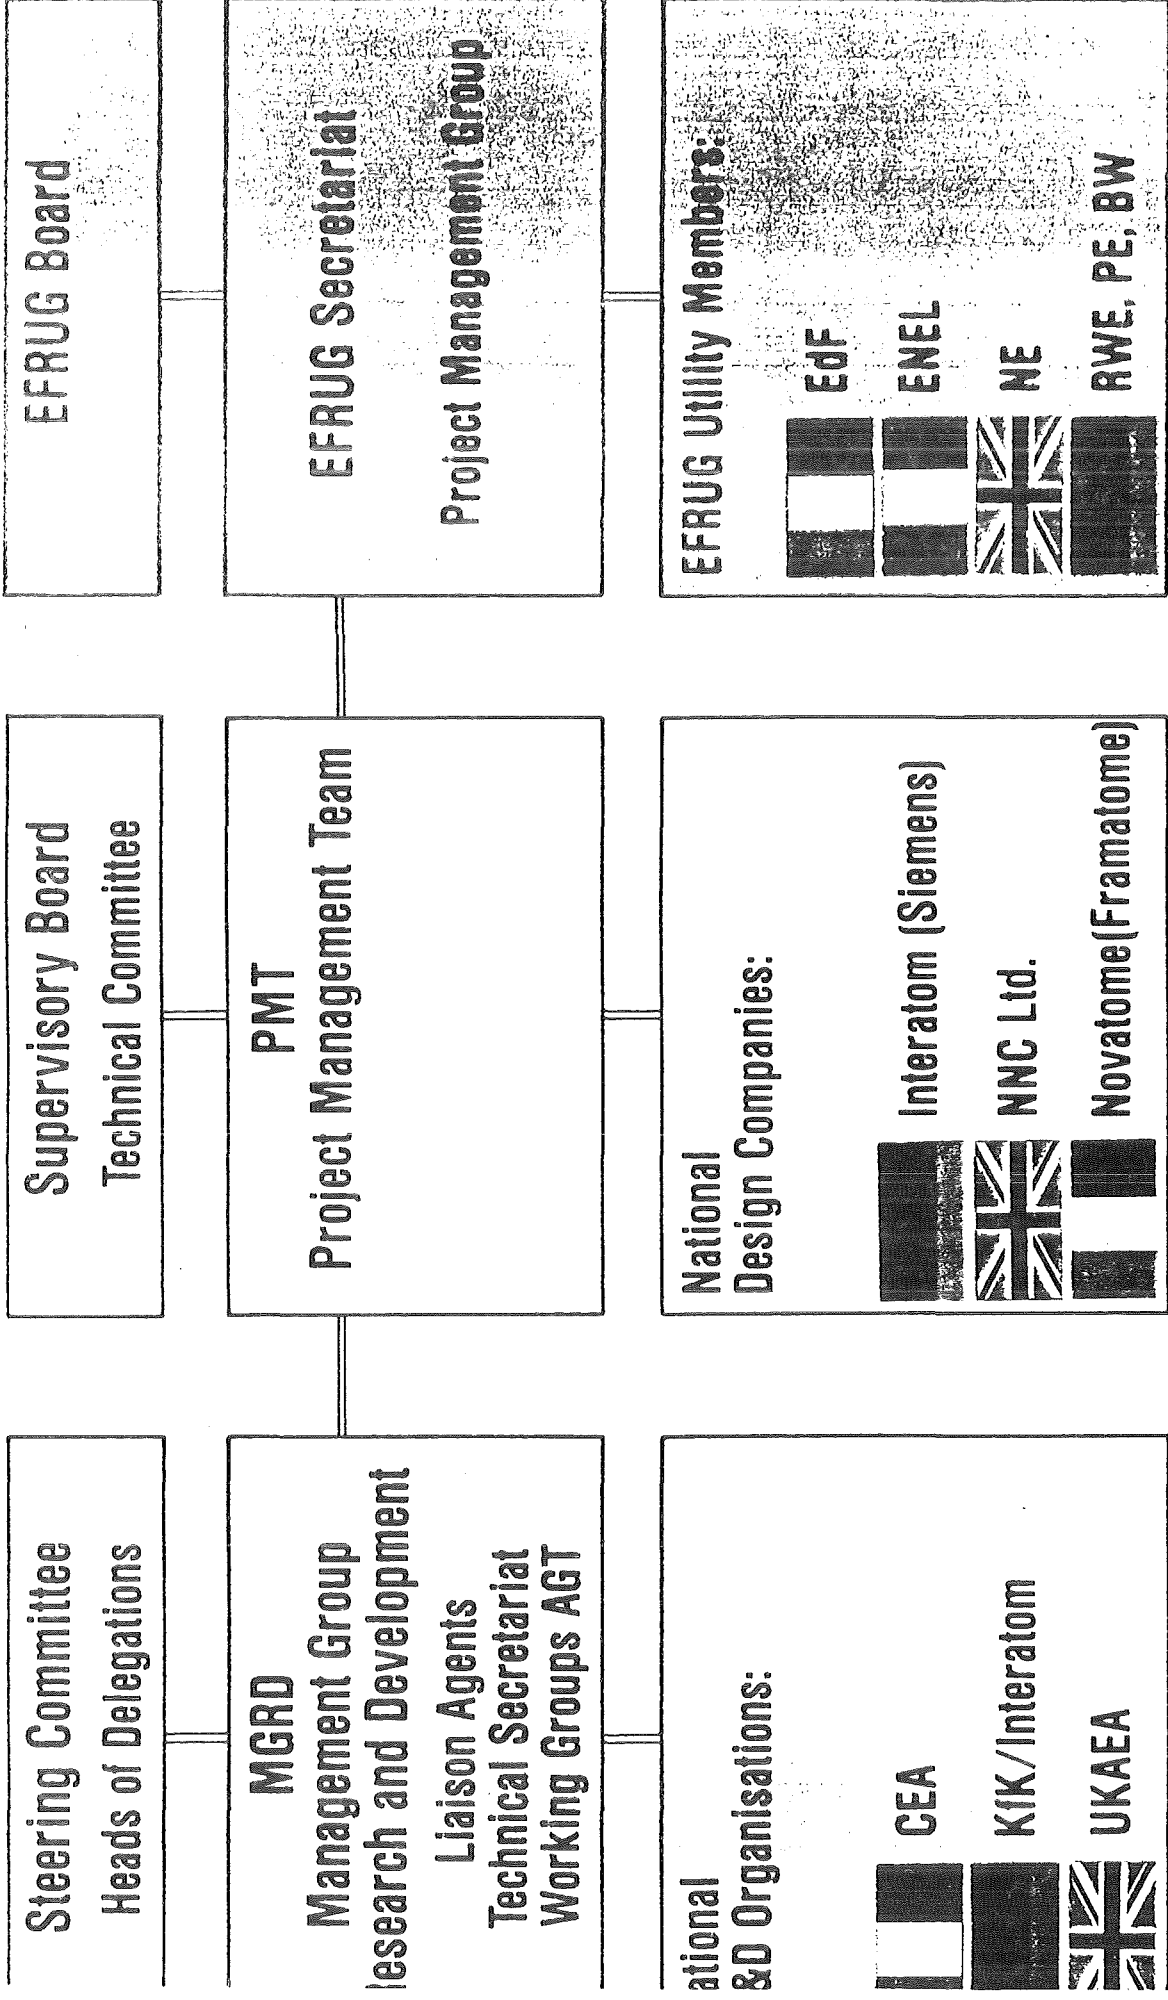 Steering Committee
Heads of Delegations
Supervisory Board
Technical Committee
EFRUG Board
MGRD
Management Group
esearch and Development
Liaison Agents
Technical Secretariat
Working Groups AGT
PMT
Project Management Team
EFRUG Secretariat
Project Management Group
ational
&D Organisations:
CEA
KfK/Interatom
UKAEA
National
Design Companies:
Interatom (Siemens)
NNC Ltd.
Novatome(Framatome)
EFRUG Utility Members:
EdF
ENEL
NE
RWE, PE, BW